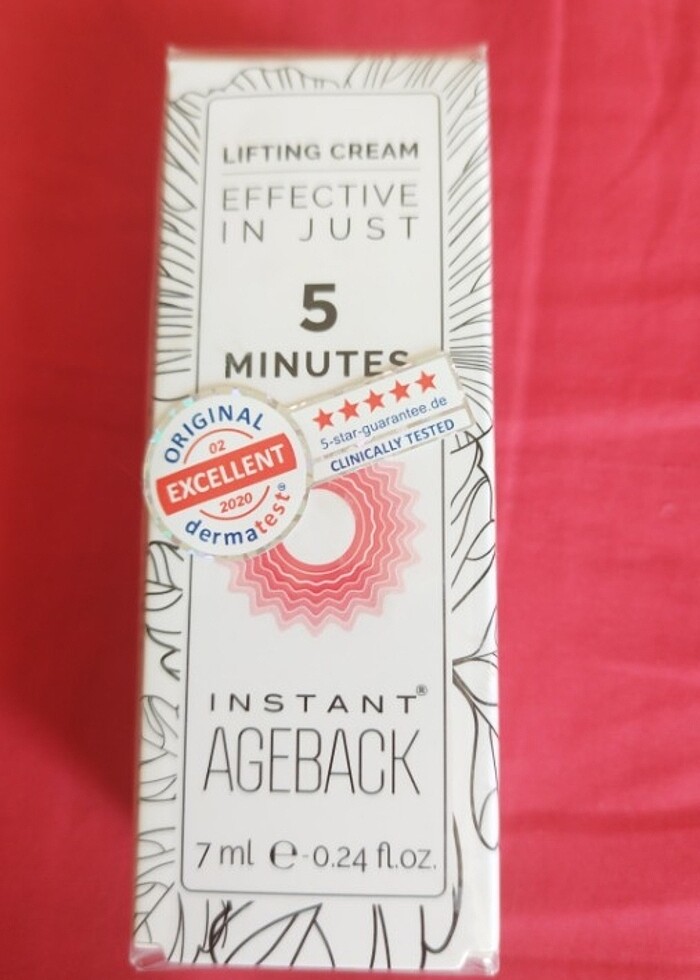 LIFTING CREAM
EFFECTIVE
IN JUST
5
MINUTES
ORIGINAL
02
EXCELLENT
2020
dermatest®
5-star-guarantee.de
CLINICALLY TESTED
INSTANT®
AGEBACK
7 ml ℮ - 0.24 fl.oz.